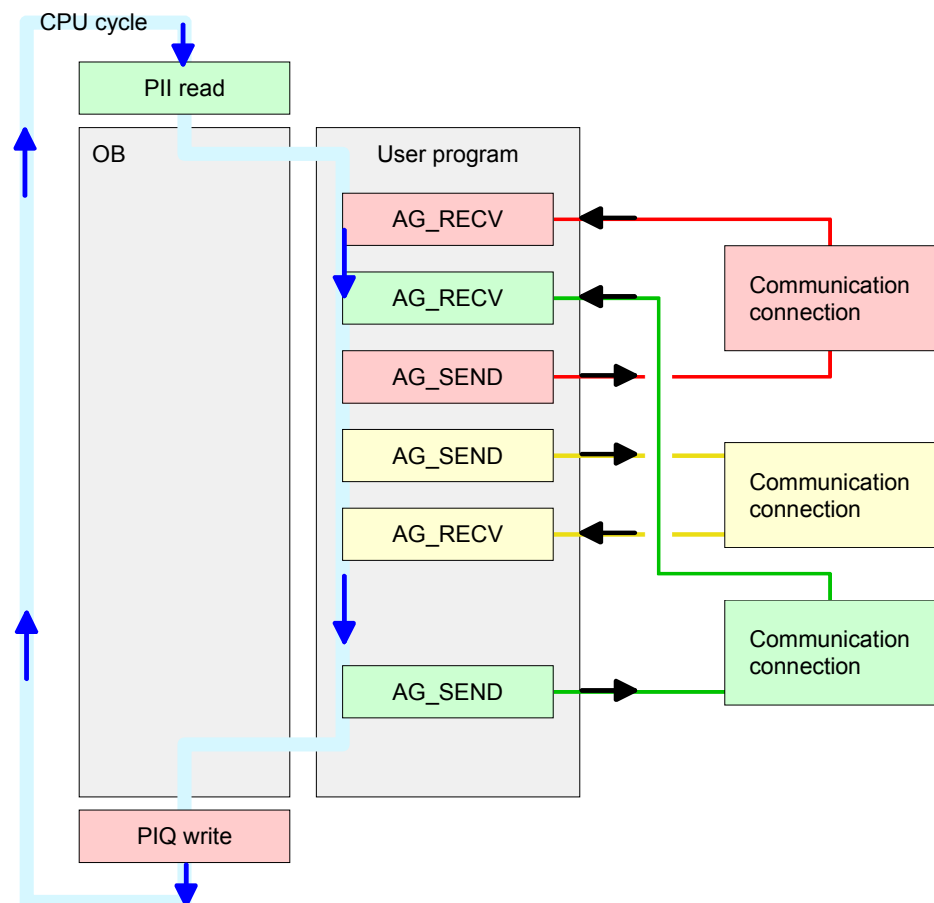 CPU cycle
PII read
OB
User program
AG_RECV
AG_RECV
AG_SEND
AG_SEND
AG_RECV
AG_SEND
Communication
connection
Communication
connection
Communication
connection
PIQ write